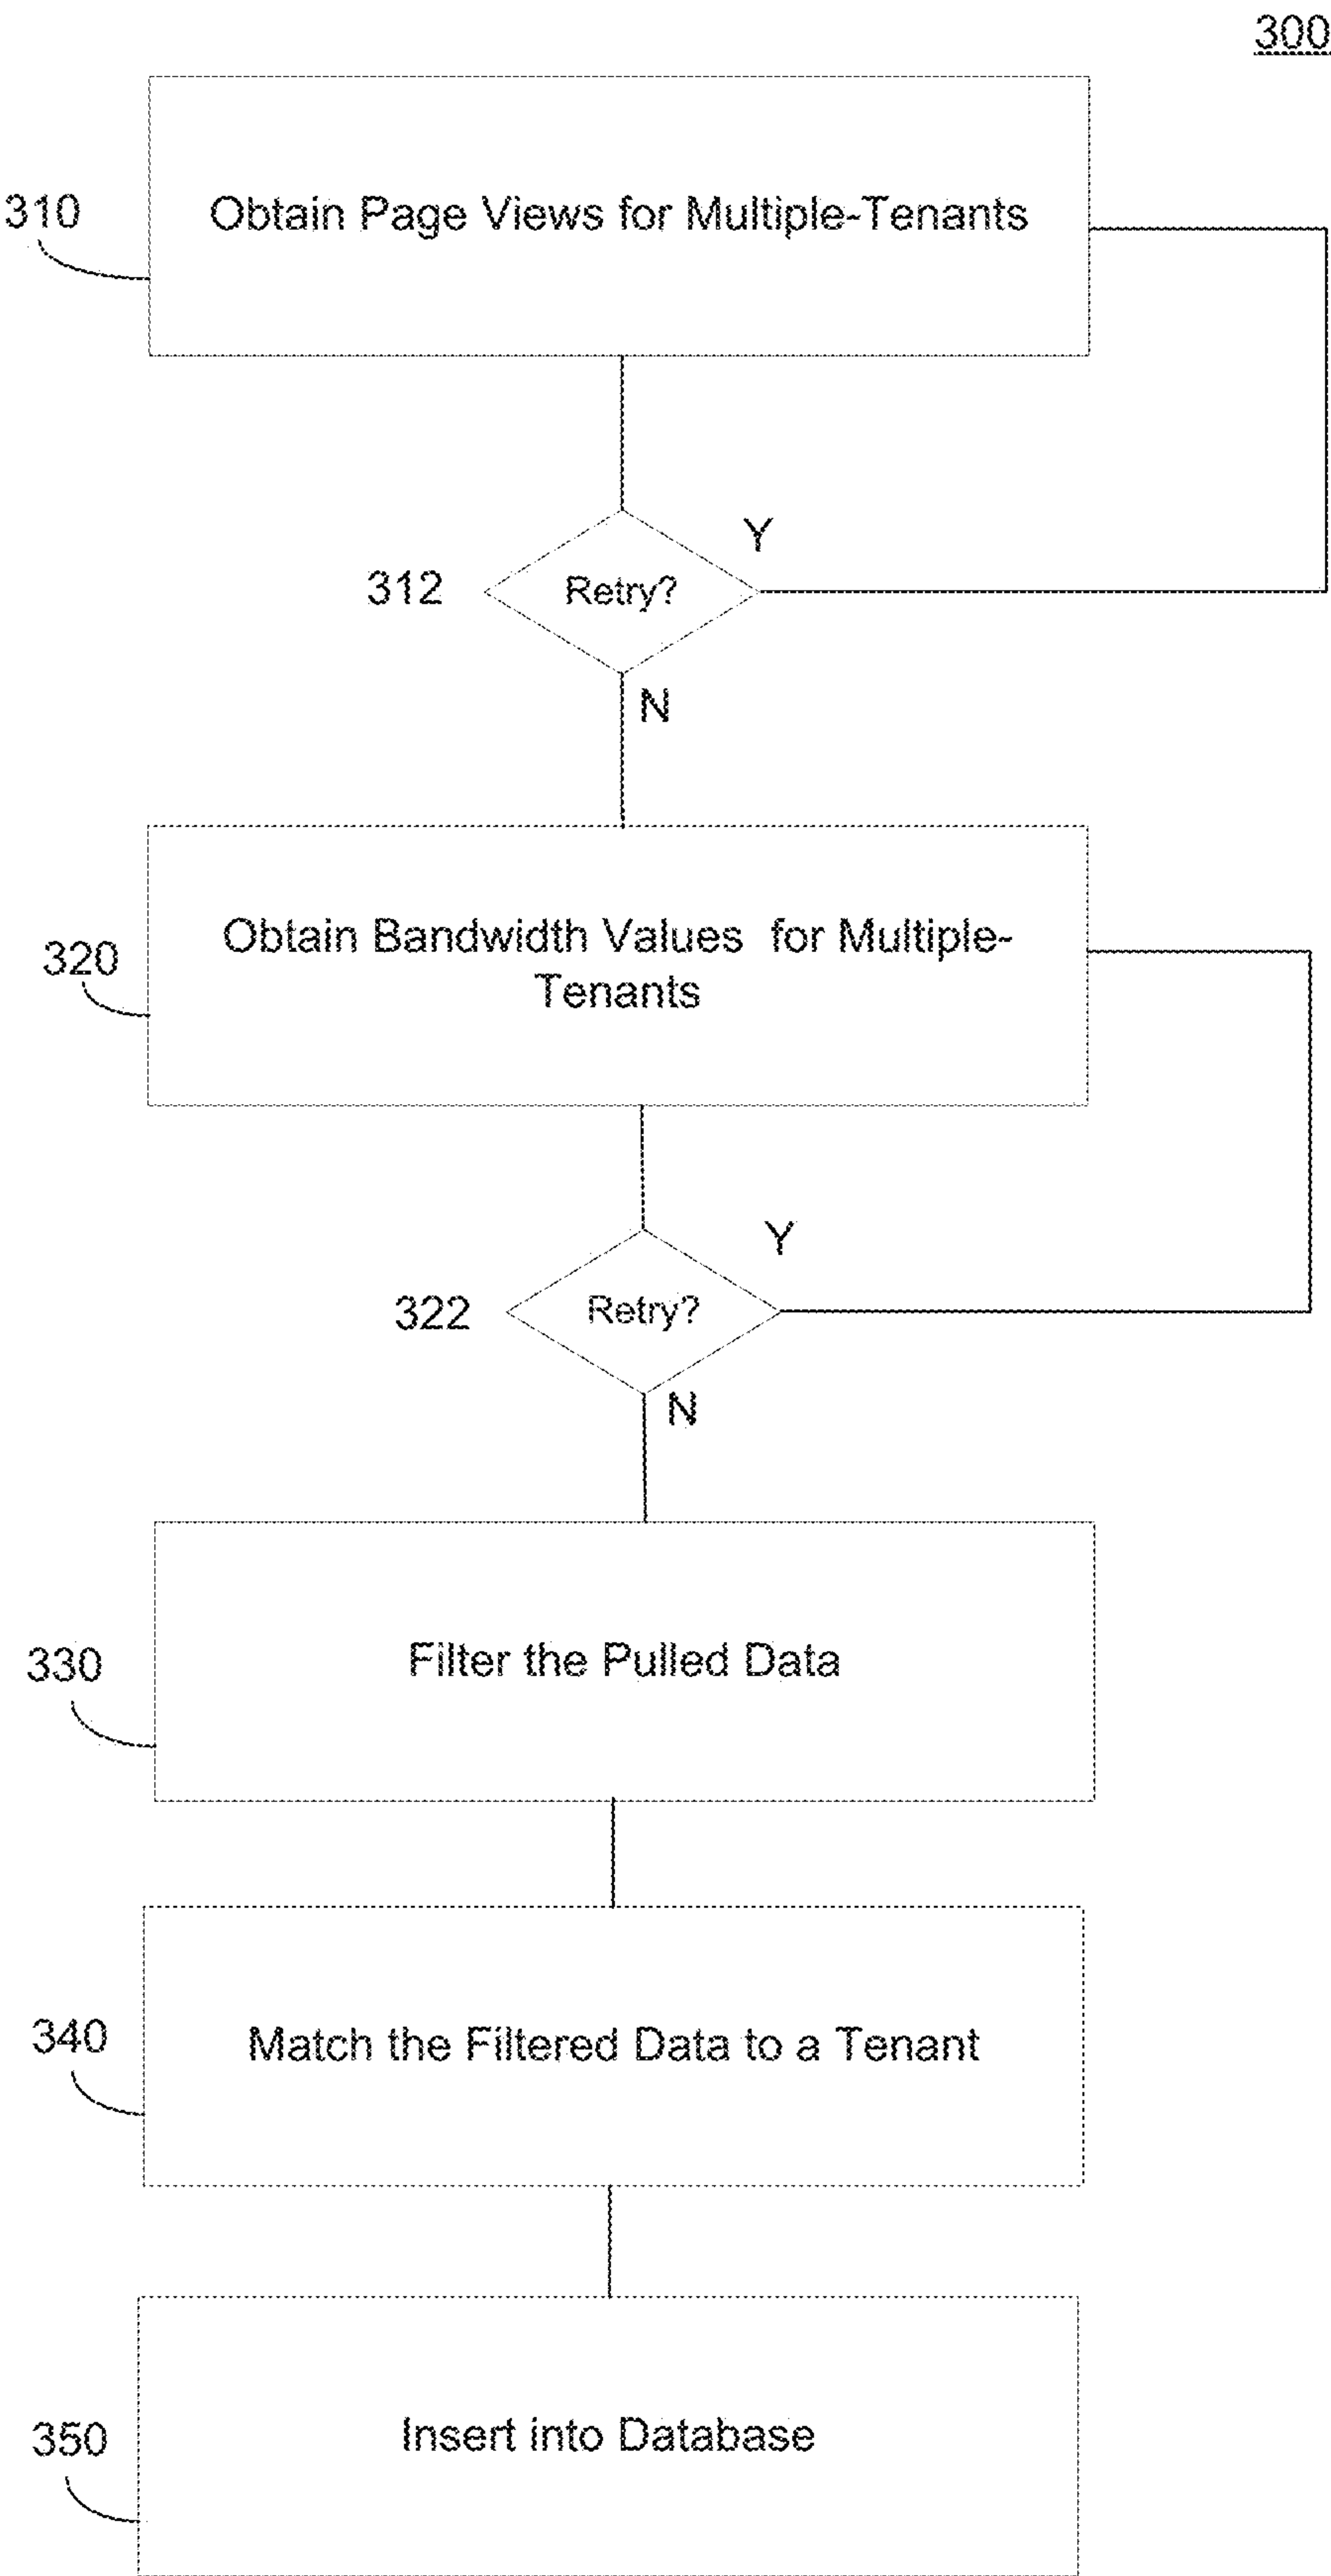 300
310
Obtain Page Views for Multiple-Tenants
Y
312
Retry?
N
320
Obtain Bandwidth Values for Multiple-
Tenants
Y
322
Retry?
N
330
Filter the Pulled Data
340
Match the Filtered Data to a Tenant
350
Insert into Database